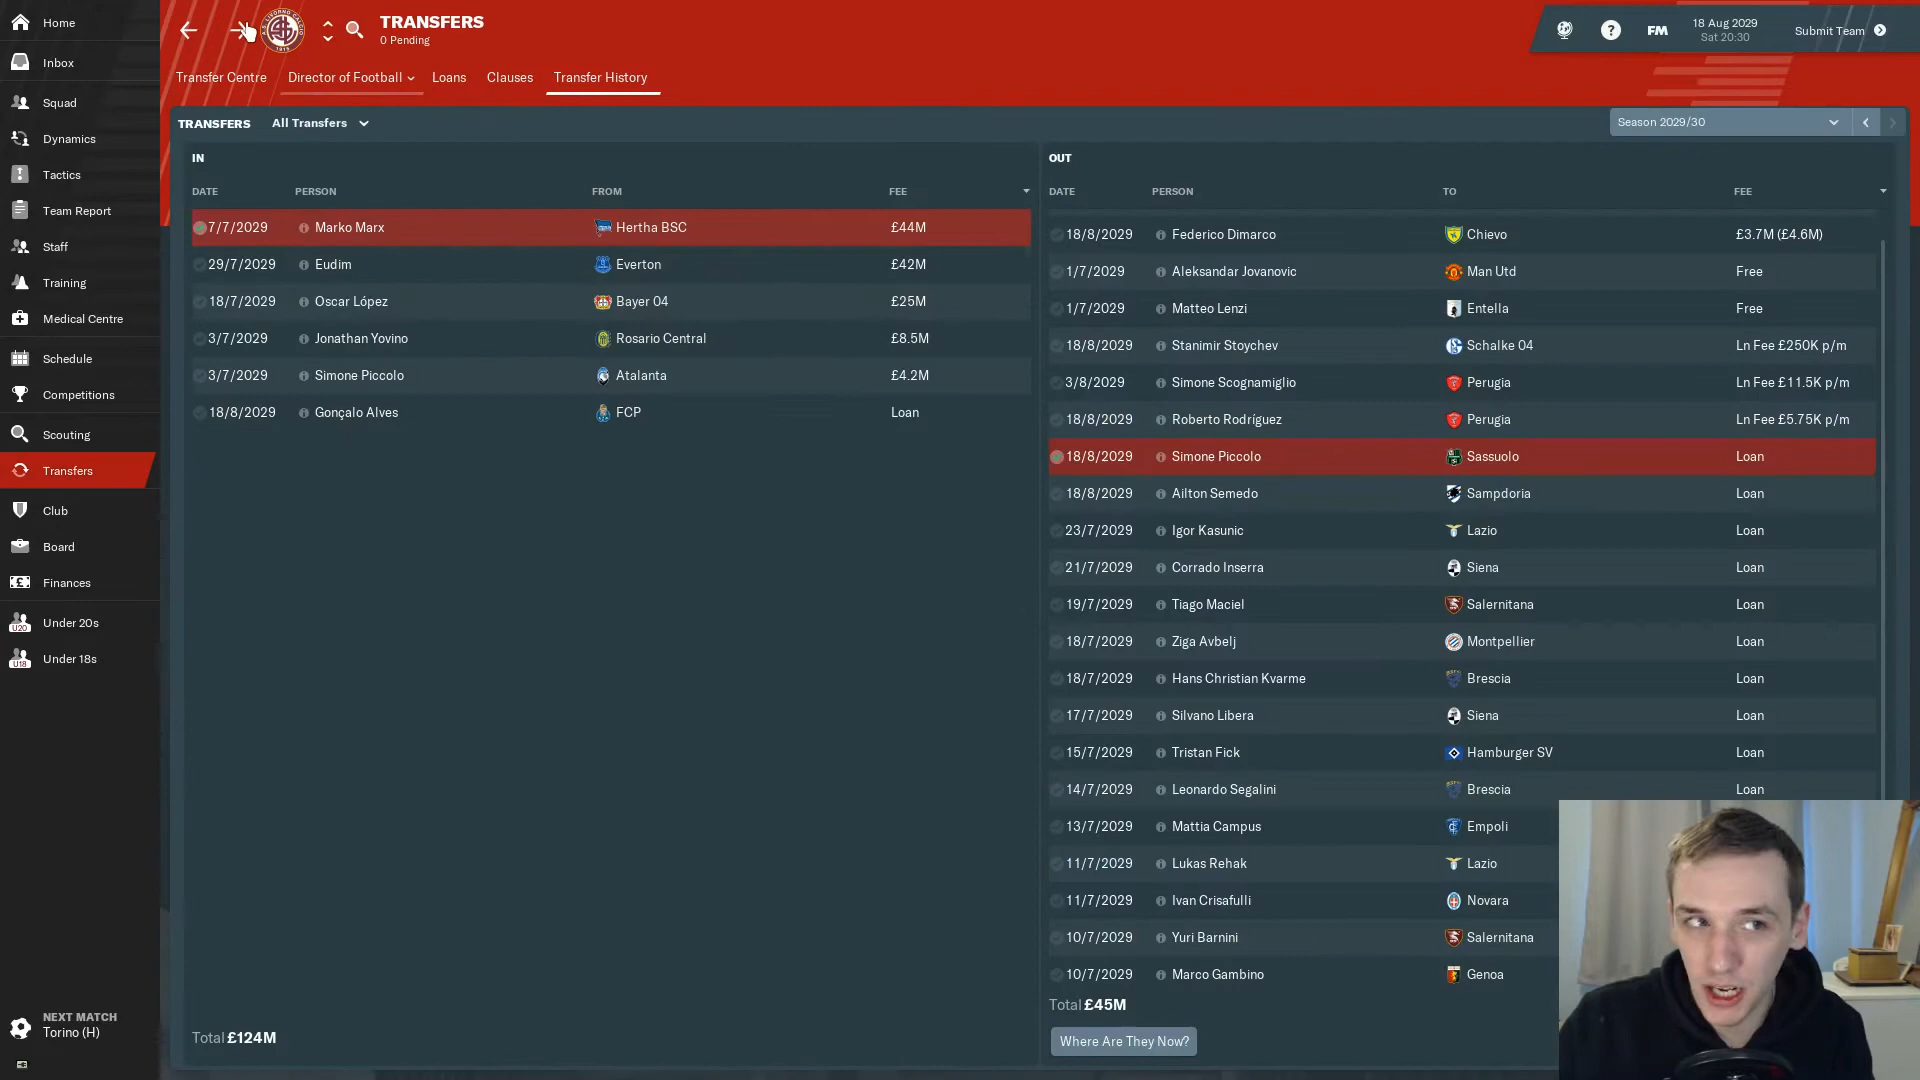 Home
Inbox
Squad
Dynamics
Tactics
Team Report
Staff
Training
Medical Centre
Schedule
Competitions
Scouting
Transfers
Club
Board
Finances
U20
Under 20s
U18
Under 18s
NEXT MATCH
Torino (H)
TRANSFERS
0 Pending
? FM
18 Aug 2029
Sat 20:30
Submit Team
Transfer Centre Director of Football Loans Clauses Transfer History
TRANSFERS All Transfers
Season 2029/30
IN
DATE PERSON FROM FEE
7/7/2029 Marko Marx Hertha BSC £44M
29/7/2029 Eudim Everton £42M
18/7/2029 Oscar López Bayer 04 £25M
3/7/2029 Jonathan Yovino Rosario Central £8.5M
3/7/2029 Simone Piccolo Atalanta £4.2M
18/8/2029 Gonçalo Alves FCP Loan
Total £124M
OUT
DATE PERSON TO FEE
18/8/2029 Federico Dimarco Chievo £3.7M (£4.6M)
1/7/2029 Aleksandar Jovanovic Man Utd Free
1/7/2029 Matteo Lenzi Entella Free
18/8/2029 Stanimir Stoychev Schalke 04 Ln Fee £250K p/m
3/8/2029 Simone Scognamiglio Perugia Ln Fee £11.5K p/m
18/8/2029 Roberto Rodríguez Perugia Ln Fee £5.75K p/m
18/8/2029 Simone Piccolo Sassuolo Loan
18/8/2029 Ailton Semedo Sampdoria Loan
23/7/2029 Igor Kasunic Lazio Loan
21/7/2029 Corrado Inserra Siena Loan
19/7/2029 Tiago Maciel Salernitana Loan
18/7/2029 Ziga Avbelj Montpellier Loan
18/7/2029 Hans Christian Kvarme Brescia Loan
17/7/2029 Silvano Libera Siena Loan
15/7/2029 Tristan Fick Hamburger SV Loan
14/7/2029 Leonardo Segalini Brescia Loan
13/7/2029 Mattia Campus Empoli
11/7/2029 Lukas Rehak Lazio
11/7/2029 Ivan Crisafulli Novara
10/7/2029 Yuri Barnini Salernitana
10/7/2029 Marco Gambino Genoa
Total £45M
Where Are They Now?